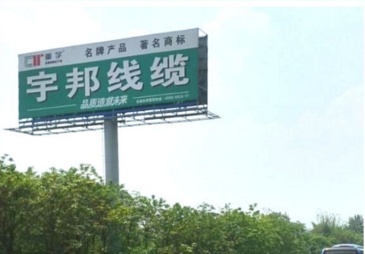 名牌产品 著名商标
宇邦线缆
品质造就未来